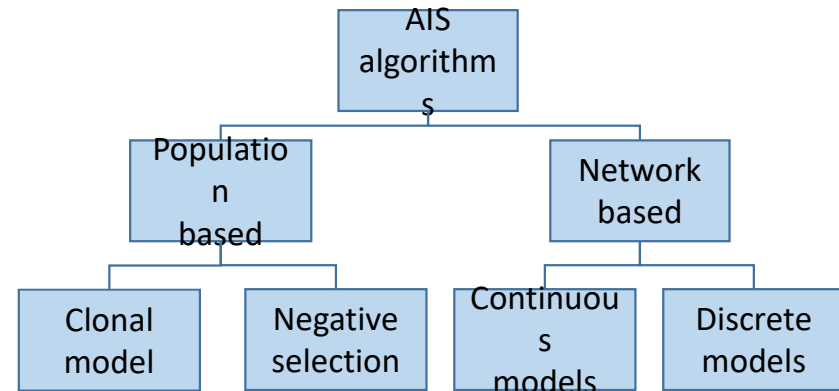 AIS
algorithm
s
Populatio
n
based
Network
based
Clonal
model
Negative
selection
Continuou
s
models
Discrete
models